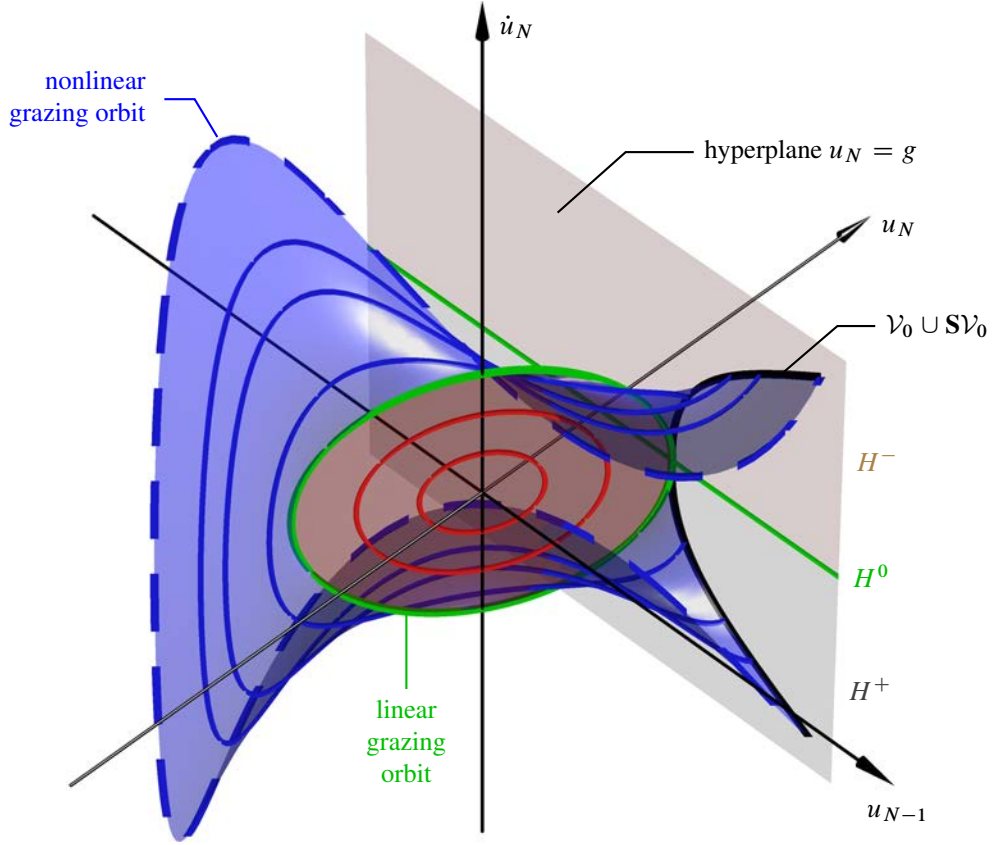 u̇_N
nonlinear
grazing orbit
hyperplane u_N = g
u_N
𝒱₀ ∪ S𝒱₀
H⁻
H⁰
H⁺
linear
grazing
orbit
u_{N−1}